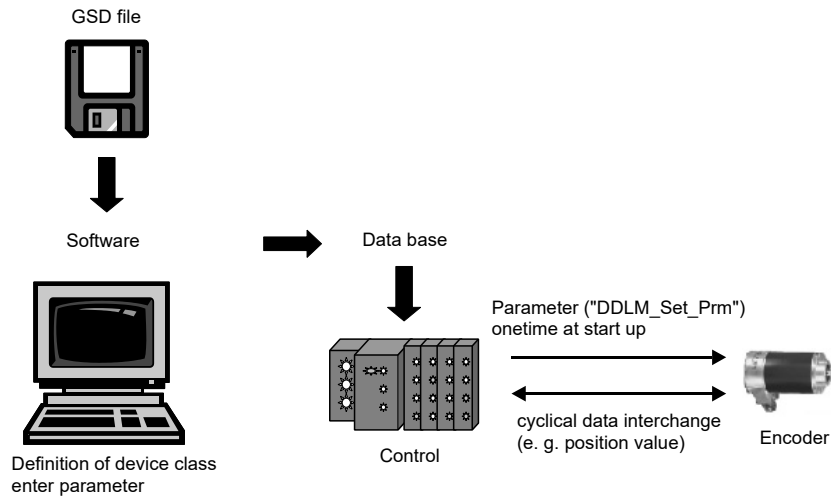 GSD file
Software
Data base
Parameter ("DDLM_Set_Prm")
onetime at start up
cyclical data interchange
(e. g. position value)
Encoder
Control
Definition of device class
enter parameter